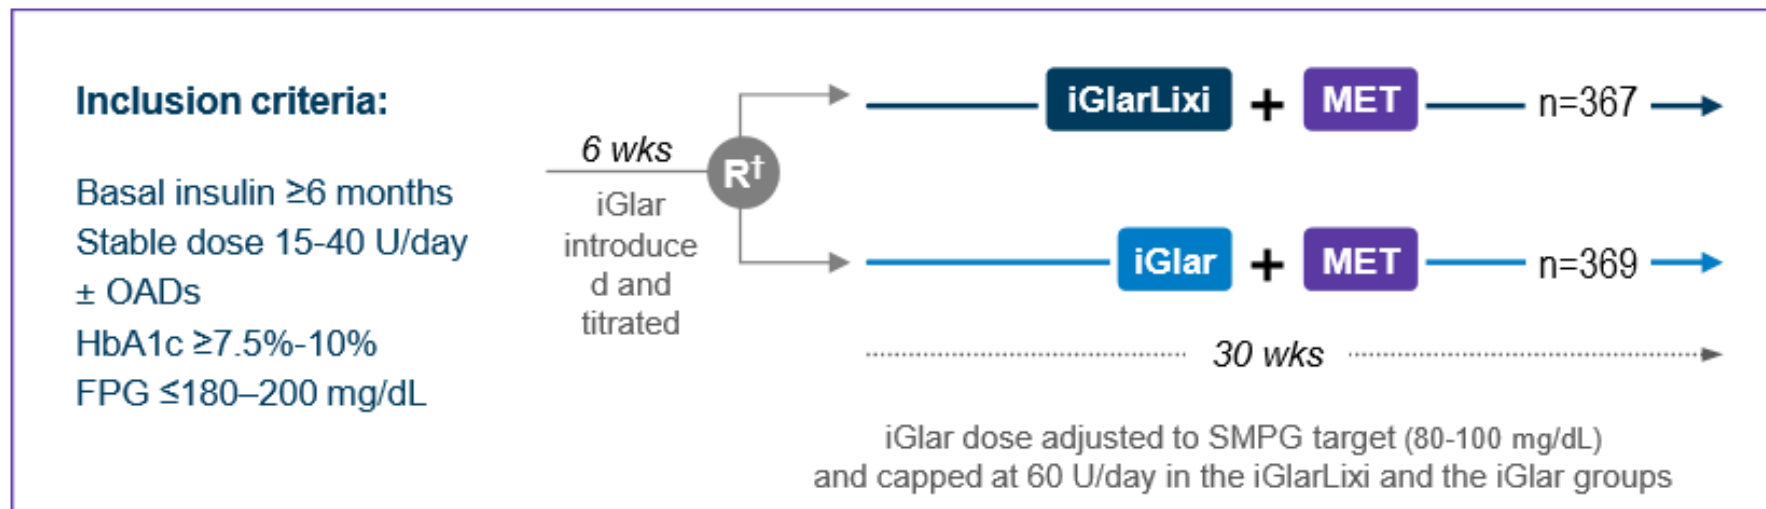 Inclusion criteria:
Basal insulin ≥6 months
Stable dose 15-40 U/day
± OADs
HbA1c ≥7.5%-10%
FPG ≤180–200 mg/dL
6 wks
R†
iGlar
introduce
d and
titrated
iGlarLixi + MET n=367
iGlar + MET n=369
30 wks
iGlar dose adjusted to SMPG target (80-100 mg/dL)
and capped at 60 U/day in the iGlarLixi and the iGlar groups